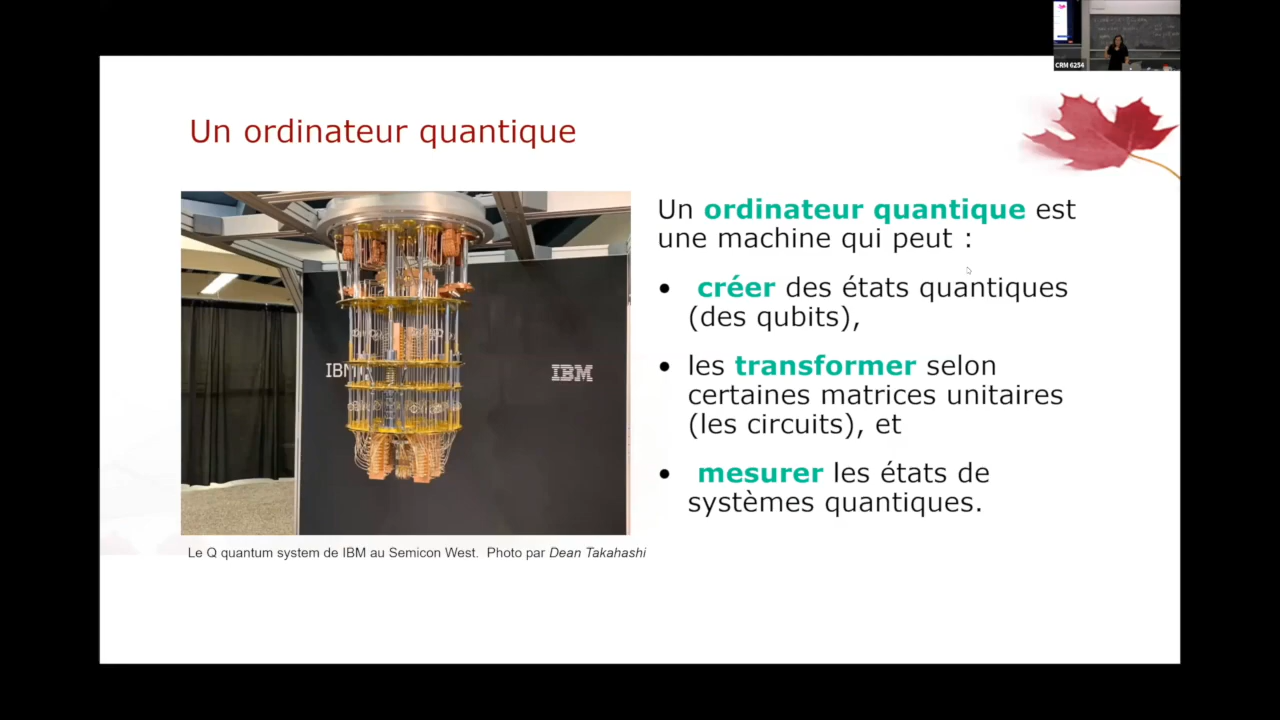 CRM 6254
Un ordinateur quantique
Un ordinateur quantique est
une machine qui peut :
• créer des états quantiques
(des qubits),
• les transformer selon
certaines matrices unitaires
(les circuits), et
• mesurer les états de
systèmes quantiques.
IBM
IBM
Le Q quantum system de IBM au Semicon West. Photo par Dean Takahashi